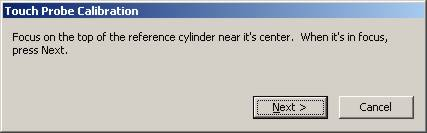 Touch Probe Calibration
Focus on the top of the reference cylinder near it's center.  When it's in focus,
press Next.
Next >
Cancel